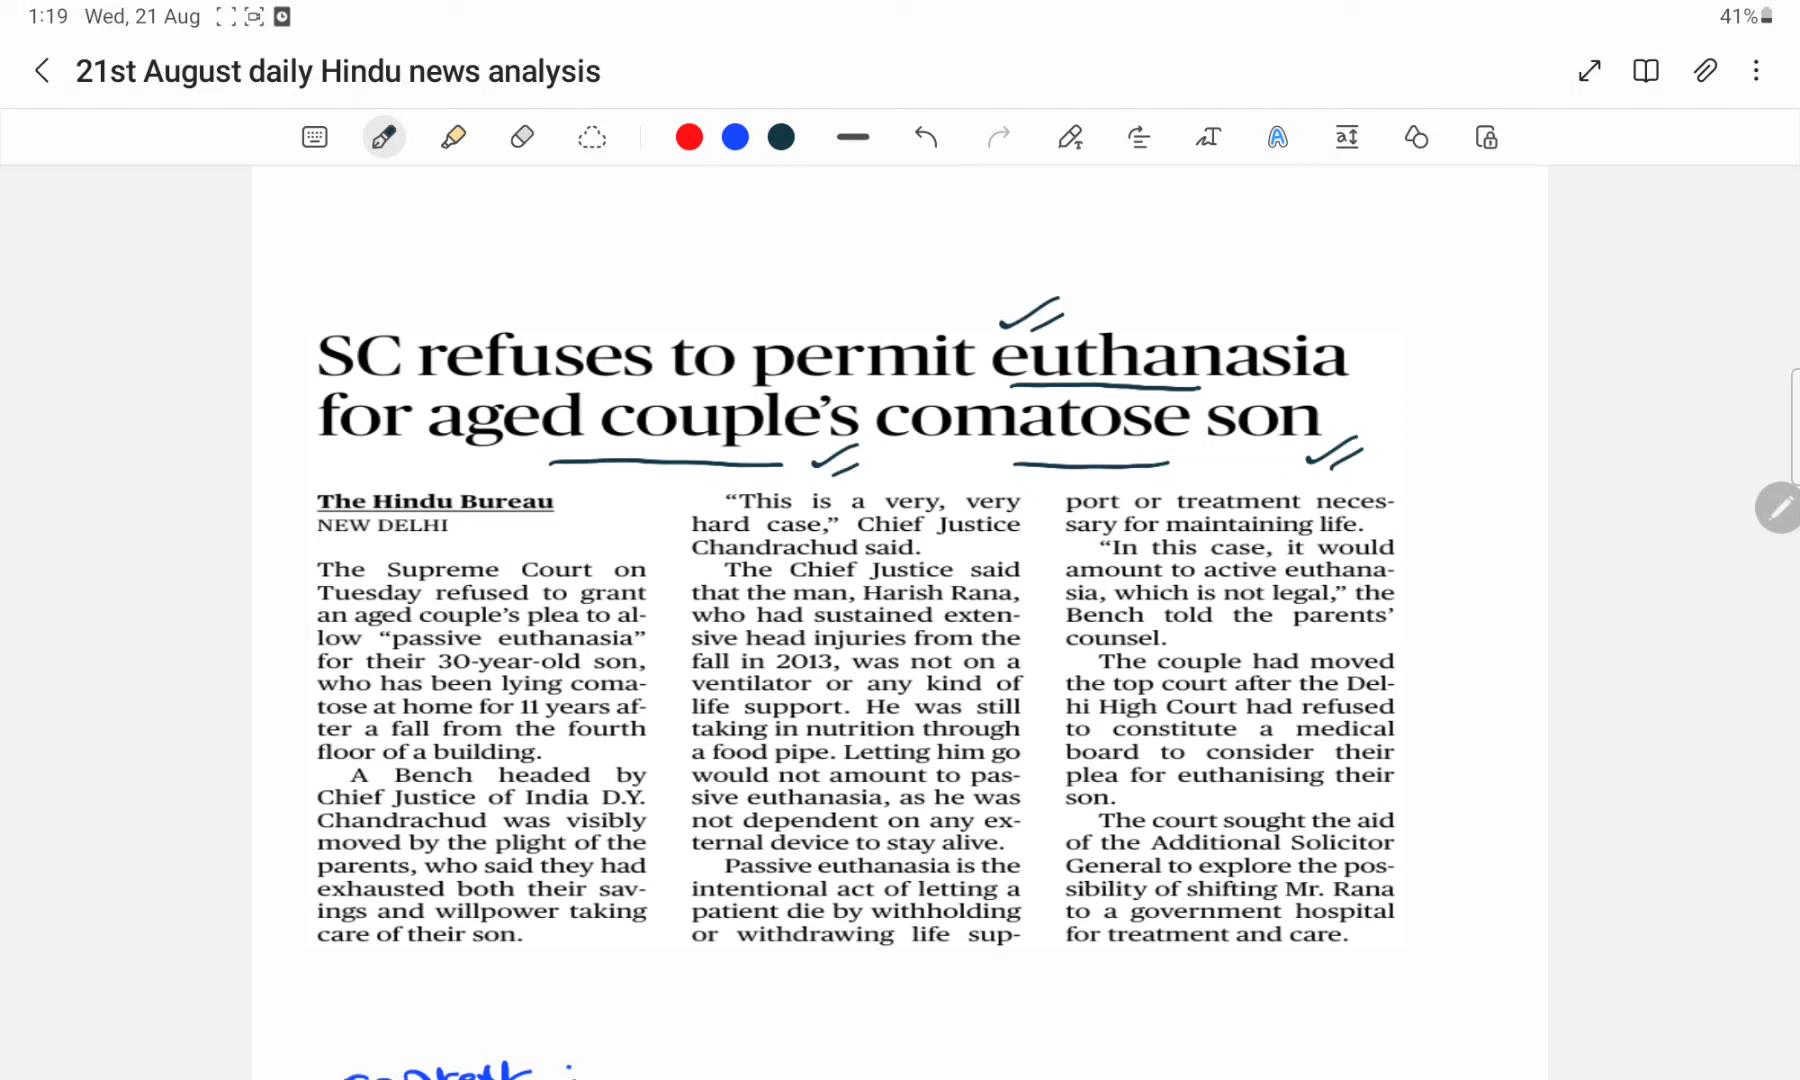 1:19 Wed, 21 Aug
41%
21st August daily Hindu news analysis
SC refuses to permit euthanasia
for aged couple's comatose son
The Hindu Bureau
NEW DELHI
The Supreme Court on
Tuesday refused to grant
an aged couple's plea to al-
low “passive euthanasia”
for their 30-year-old son,
who has been lying coma-
tose at home for 11 years af-
ter a fall from the fourth
floor of a building.
A Bench headed by
Chief Justice of India D.Y.
Chandrachud was visibly
moved by the plight of the
parents, who said they had
exhausted both their sav-
ings and willpower taking
care of their son.
“This is a very, very
hard case,” Chief Justice
Chandrachud said.
The Chief Justice said
that the man, Harish Rana,
who had sustained exten-
sive head injuries from the
fall in 2013, was not on a
ventilator or any kind of
life support. He was still
taking in nutrition through
a food pipe. Letting him go
would not amount to pas-
sive euthanasia, as he was
not dependent on any ex-
ternal device to stay alive.
Passive euthanasia is the
intentional act of letting a
patient die by withholding
or withdrawing life sup-
port or treatment neces-
sary for maintaining life.
“In this case, it would
amount to active euthana-
sia, which is not legal,” the
Bench told the parents'
counsel.
The couple had moved
the top court after the Del-
hi High Court had refused
to constitute a medical
board to consider their
plea for euthanising their
son.
The court sought the aid
of the Additional Solicitor
General to explore the pos-
sibility of shifting Mr. Rana
to a government hospital
for treatment and care.